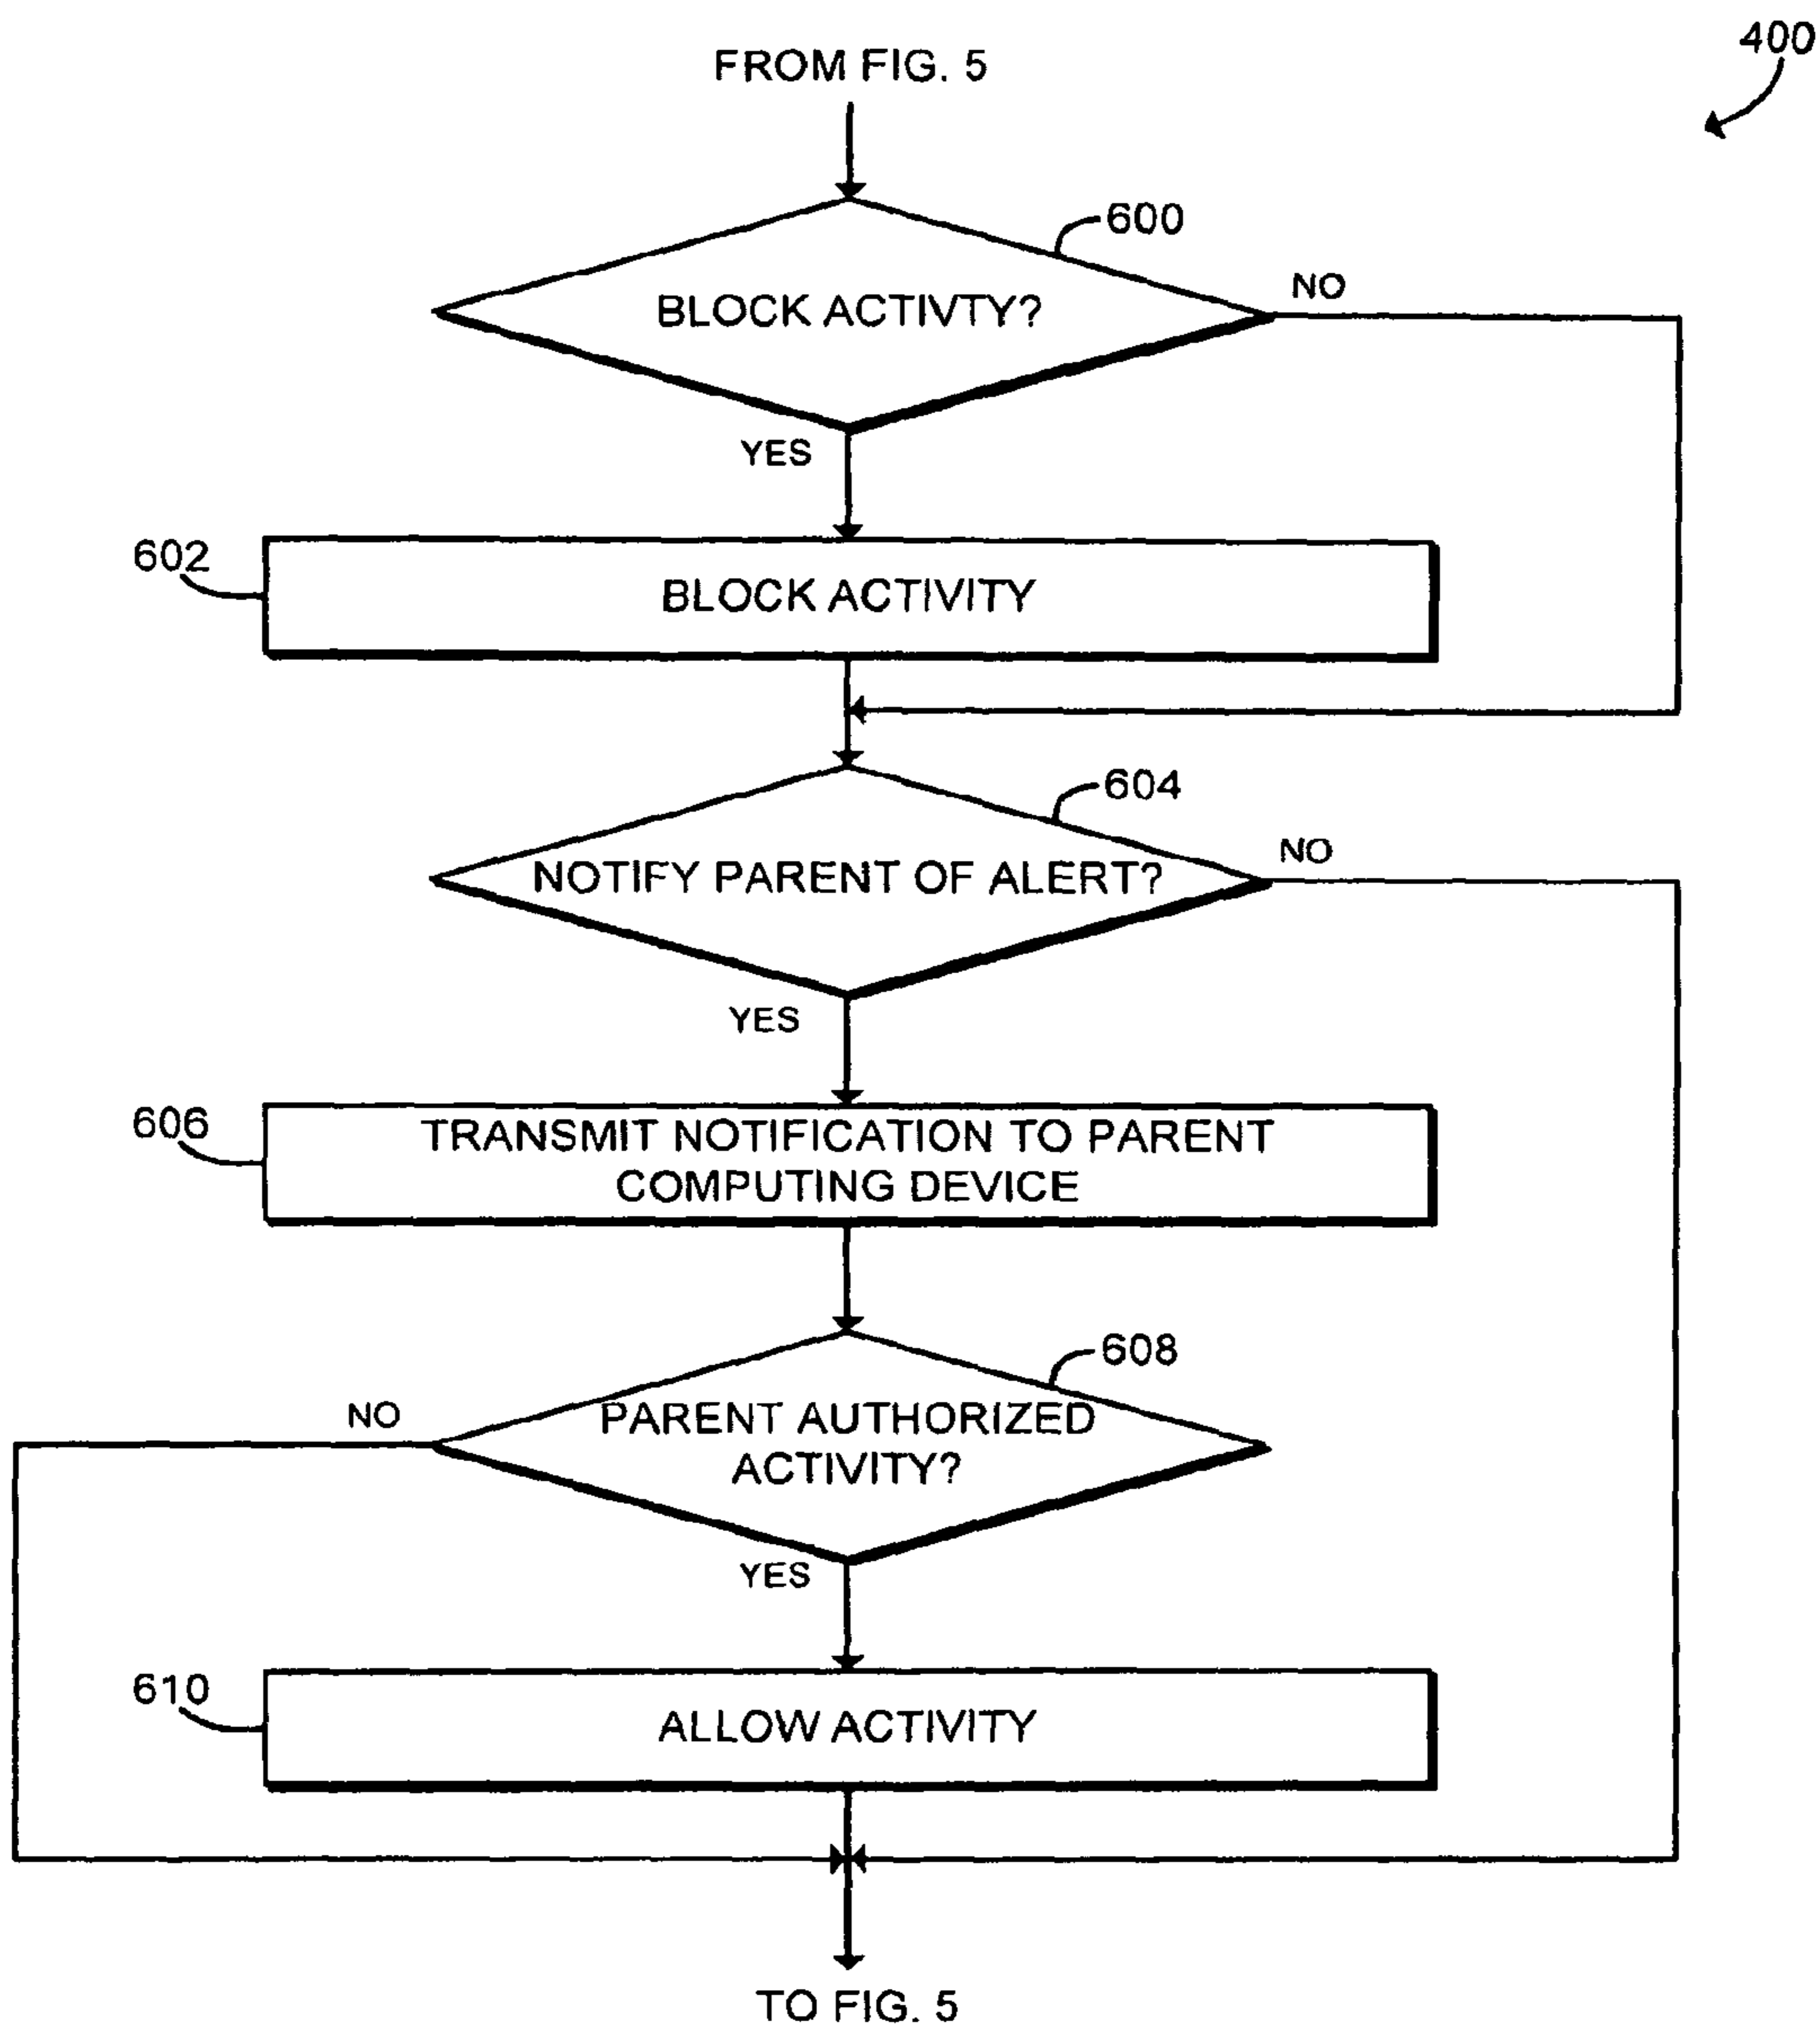 400
FROM FIG. 5
600
BLOCK ACTIVTY?
NO
YES
602
BLOCK ACTIVITY
604
NOTIFY PARENT OF ALERT?
NO
YES
606
TRANSMIT NOTIFICATION TO PARENT
COMPUTING DEVICE
608
NO
PARENT AUTHORIZED
ACTIVITY?
YES
610
ALLOW ACTIVITY
TO FIG. 5